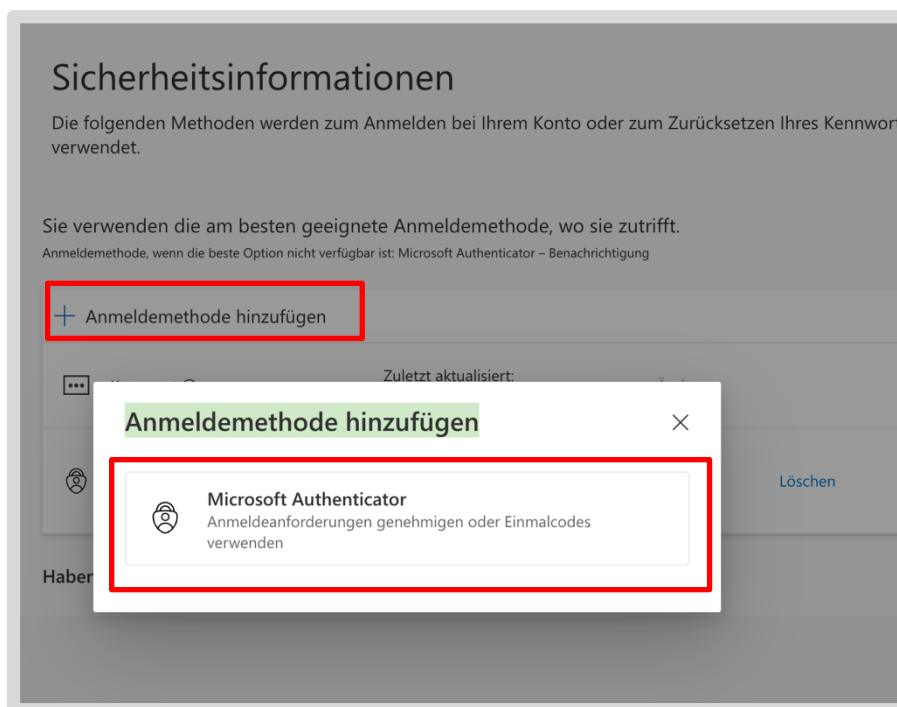 Sicherheitsinformationen
Die folgenden Methoden werden zum Anmelden bei Ihrem Konto oder zum Zurücksetzen Ihres
verwendet.
Sie verwenden die am besten geeignete Anmeldemethode, wo sie zutrifft.
Anmeldemethode, wenn die beste Option nicht verfügbar ist: Microsoft Authenticator – Benachrichtigung
+ Anmeldemethode hinzufügen
Zuletzt aktualisiert:
Anmeldemethode hinzufügen
Microsoft Authenticator
Anmeldeanforderungen genehmigen oder Einmalcodes
verwenden
Löschen
Haben